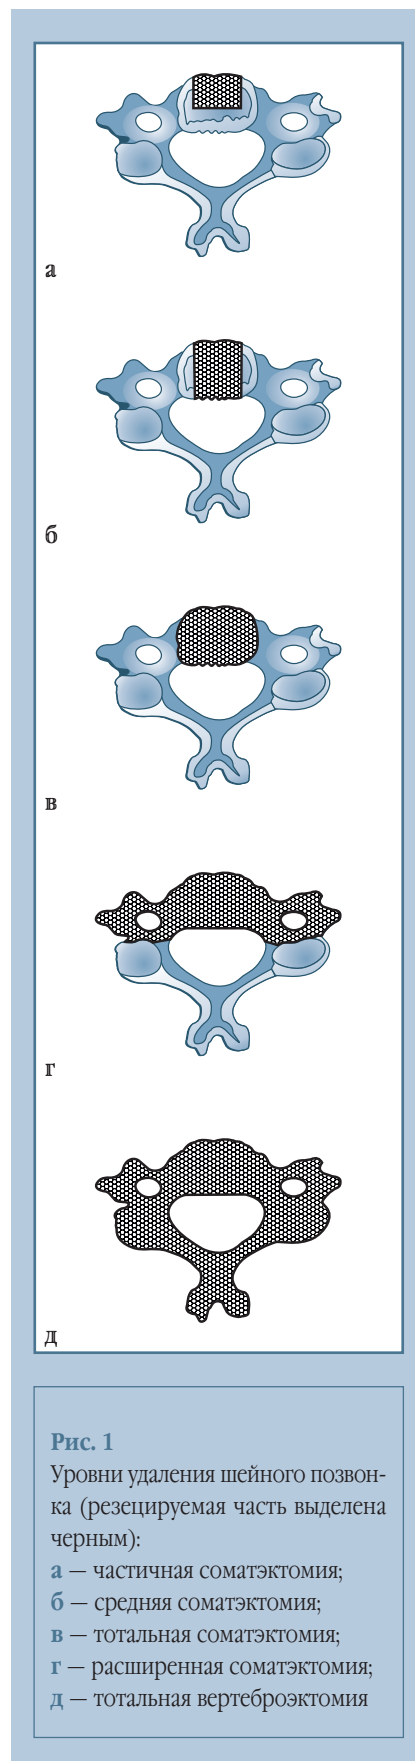 а
б
в
г
д
Рис. 1
Уровни удаления шейного позвон-
ка (резецируемая часть выделена
черным):
а — частичная соматэктомия;
б — средняя соматэктомия;
в — тотальная соматэктомия;
г — расширенная соматэктомия;
д — тотальная вертеброэктомия